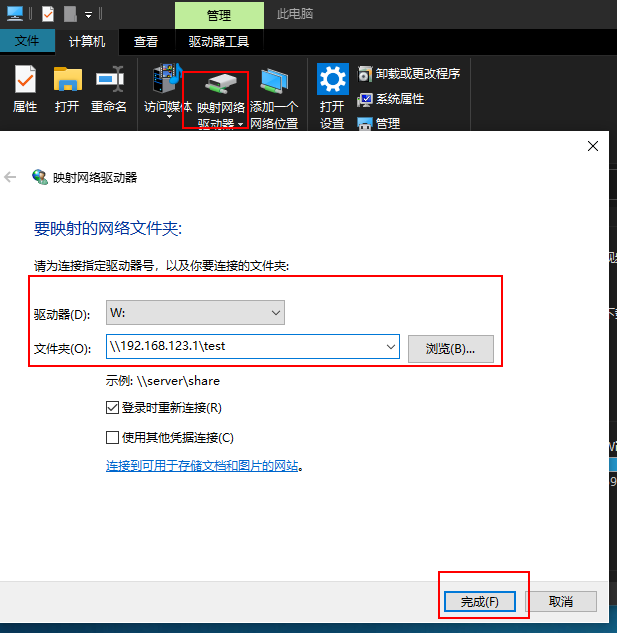 管理
此电脑
文件
计算机
查看
驱动器工具
属性
打开
重命名
访问媒体
映射网络
驱动器
添加一个
网络位置
打开
设置
卸载或更改程序
系统属性
管理
映射网络驱动器
要映射的网络文件夹:
请为连接指定驱动器号，以及你要连接的文件夹:
驱动器(D):
W:
文件夹(O):
\\192.168.123.1\test
浏览(B)...
示例: \\server\share
登录时重新连接(R)
使用其他凭据连接(C)
连接到可用于存储文档和图片的网站。
完成(F)
取消